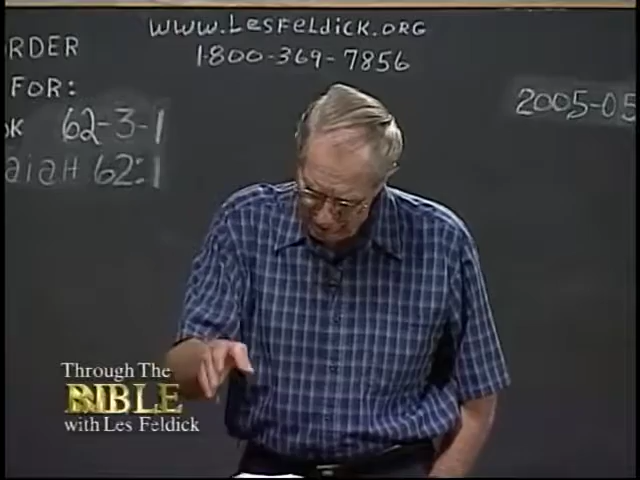 www.LesFeldick.org
1-800-369-7856
ORDER
FOR:
62-3-1
2005-05
aiaH 62:1
Through The
BIBLE
with Les Feldick